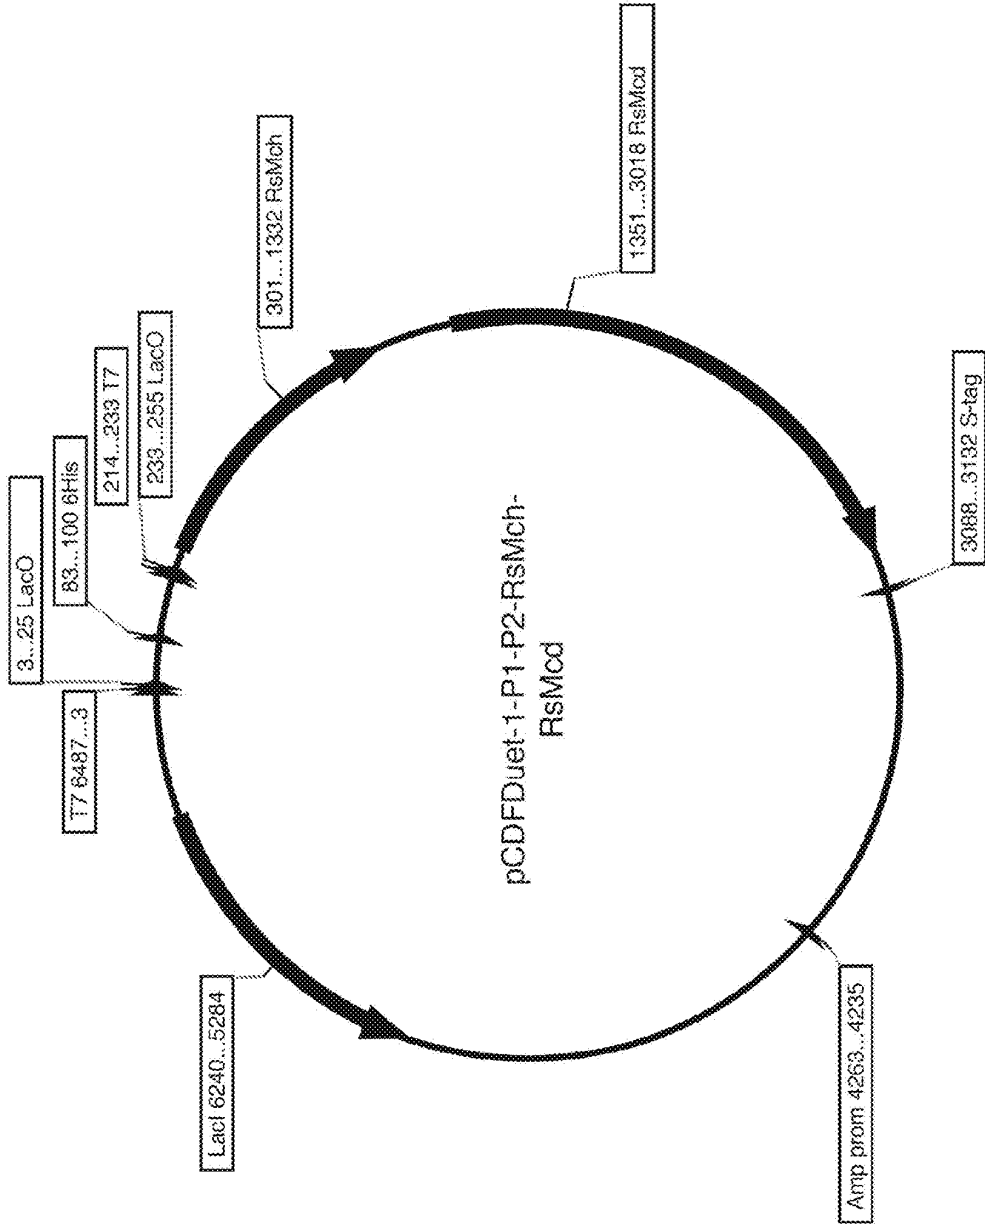 T7 6487...3
3...25 LacO
83...100 6His
214...233 T7
233...255 LacO
301...1332 RsMch
1351...3018 RsMcd
3088...3132 S-tag
Amp prom 4263...4235
LacI 6240...5284
pCDFDuet-1-P1-P2-RsMch-
RsMcd